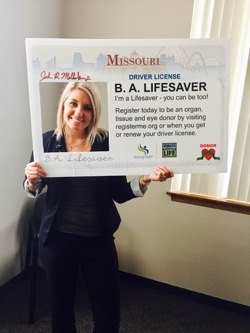 MISSOURI
DRIVER LICENSE
B. A. LIFESAVER
I'm a Lifesaver - you can be too!
Register today to be an organ,
tissue and eye donor by visiting
registerme.org or when you get
or renew your driver license.
B.A. Lifesaver
LIFE
DONOR